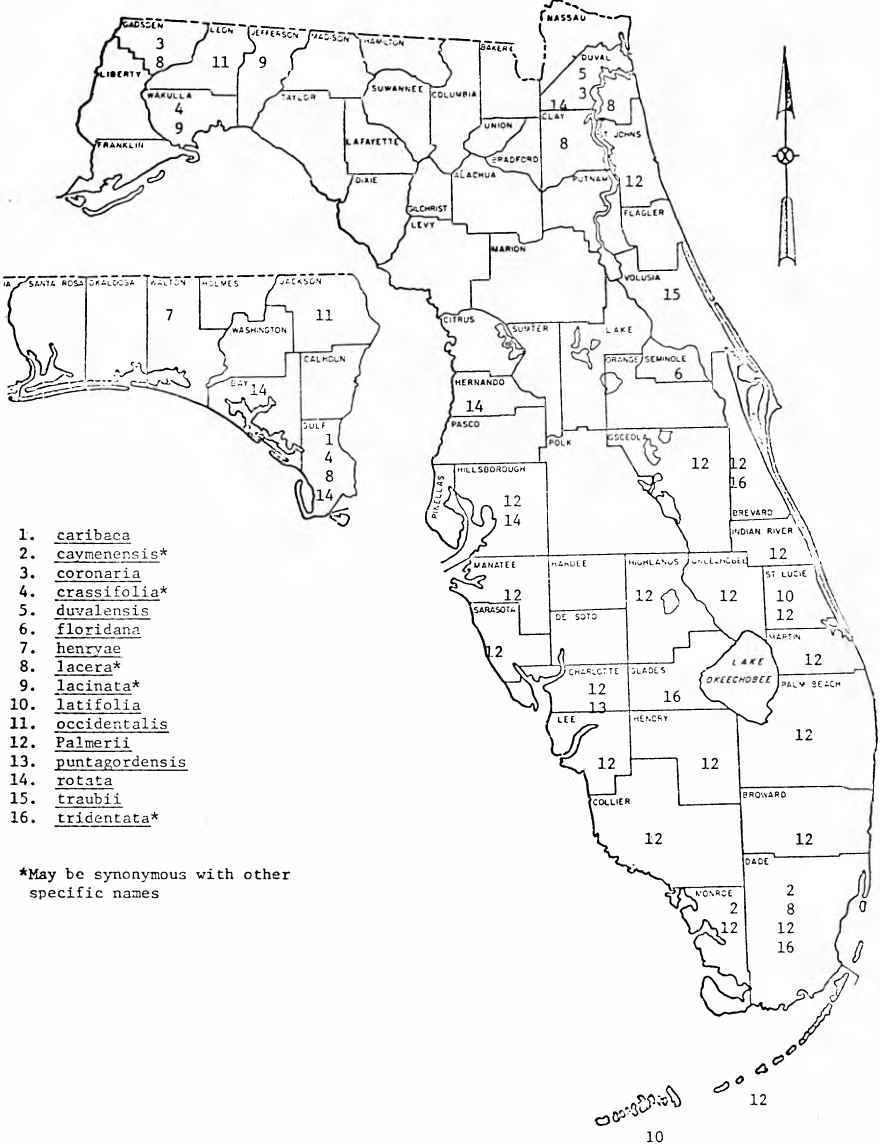 GADSDEN
3
8
LEON
11
JEFFERSON
9
MADISON
HAMILTON
BAKER
NASSAU
DUVAL
5
3
14
8
LIBERTY
WAKULLA
4
9
TAYLOR
SUWANNEE
COLUMBIA
UNION
CLAY
8
ST JOHNS
12
FRANKLIN
LAFAYETTE
BRADFORD
DIXIE
ALACHUA
PUTNAM
GILCHRIST
FLAGLER
LEVY
MARION
VOLUSIA
15
SANTA ROSA
OKALOOSA
WALTON
7
HOLMES
JACKSON
11
WASHINGTON
CALHOUN
BAY
14
GULF
1
4
8
14
CITRUS
SUMTER
LAKE
ORANGE
SEMINOLE
6
HERNANDO
14
PASCO
POLK
OSCEOLA
12
12
16
BREVARD
PINELLAS
HILLSBOROUGH
12
14
INDIAN RIVER
12
MANATEE
12
HARDEE
HIGHLANDS
12
OKEECHOBEE
12
ST LUCIE
10
12
SARASOTA
12
DE SOTO
MARTIN
12
CHARLOTTE
12
13
GLADES
16
LAKE
OKEECHOBEE
PALM BEACH
12
LEE
12
HENDRY
12
COLLIER
12
BROWARD
12
DADE
2
8
12
16
MONROE
2
12
12
10
1. caribaca
2. caymenensis*
3. coronaria
4. crassifolia*
5. duvalensis
6. floridana
7. henryae
8. lacera*
9. lacinata*
10. latifolia
11. occidentalis
12. Palmerii
13. puntagordensis
14. rotata
15. traubii
16. tridentata*
*May be synonymous with other
specific names